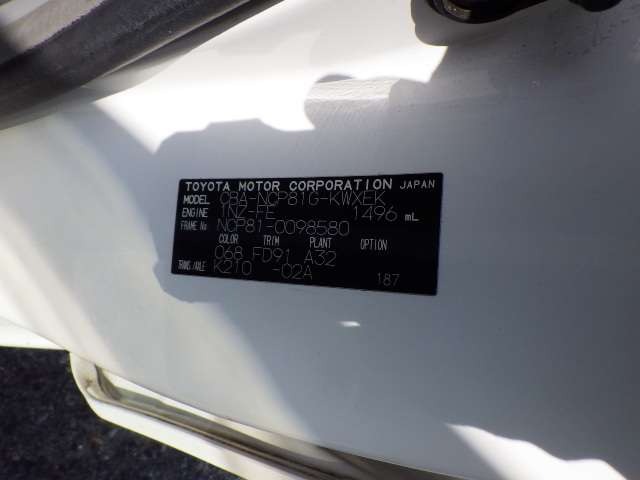 TOYOTA MOTOR CORPORATION JAPAN
MODEL CBA-NCP81G-KWXEK
ENGINE 1NZ-FE 1496 mL
FRAME No NCP81-0098580
COLOR TRIM PLANT OPTION
068 FD91 A32
TRANS/AXLE K210 -02A 187